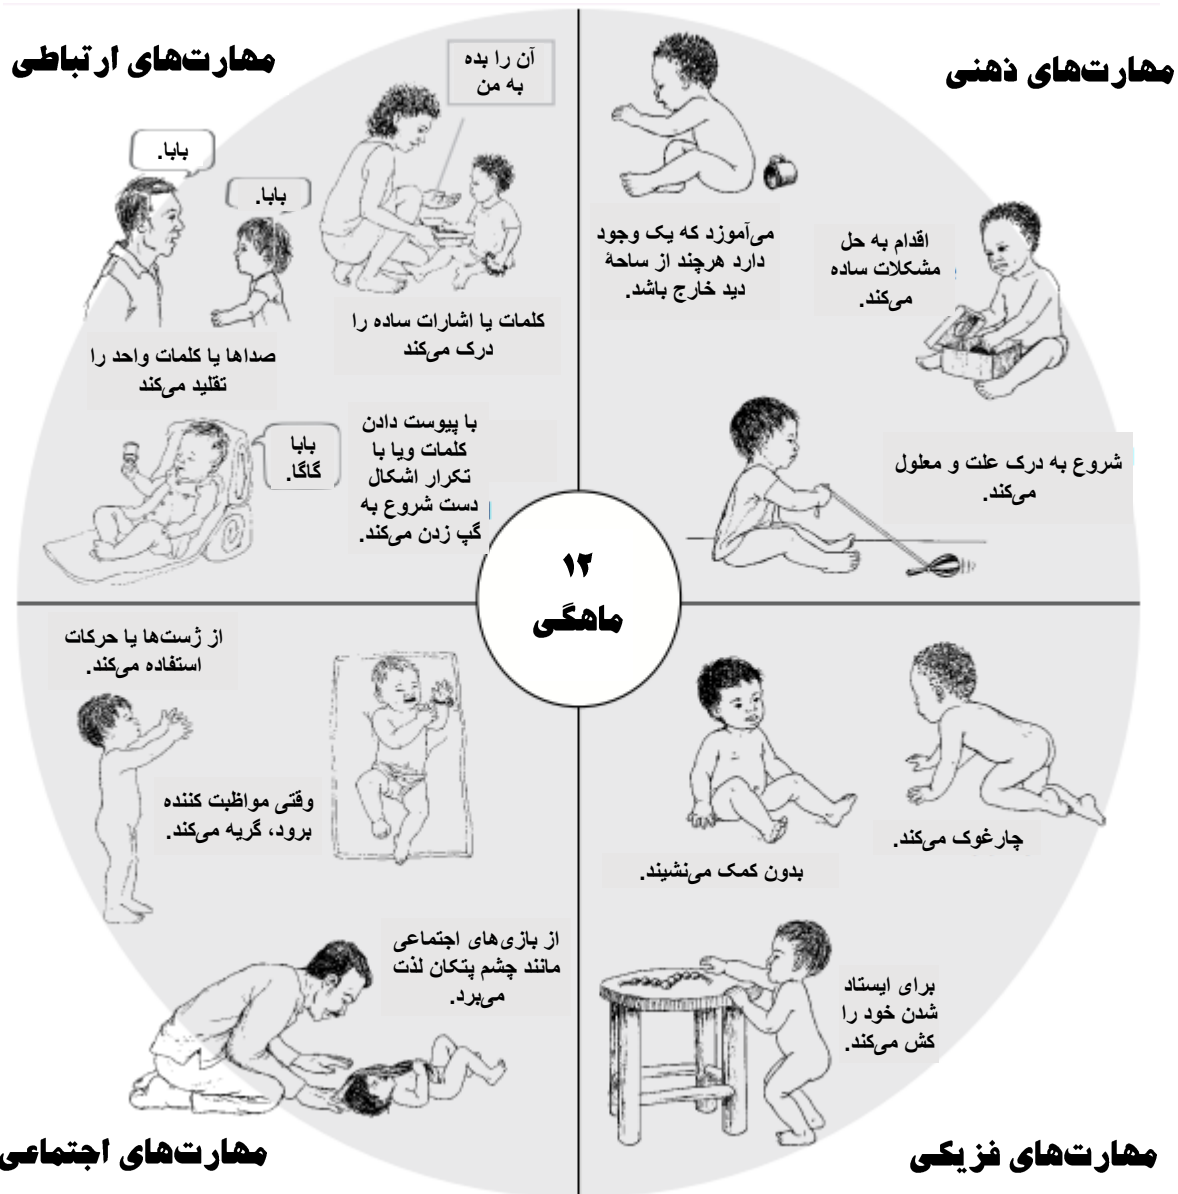 مهارت‌های ذهنی
می‌آموزد که یک وجود
دارد هرچند از ساحهٔ
دید خارج باشد.
اقدام به حل
مشکلات ساده
می‌کند.
شروع به درک علت و معلول
می‌کند.
مهارت‌های ارتباطی
آن را بده
به من
بابا.
بابا.
کلمات یا اشارات ساده را
درک می‌کند
صداها یا کلمات واحد را
تقلید می‌کند
بابا
گاگا.
با پیوست دادن
کلمات ویا با
تکرار اشکال
دست شروع به
گپ زدن می‌کند.
۱۲
ماهگی
از ژست‌ها یا حرکات
استفاده می‌کند.
وقتی مواظبت کننده
برود، گریه می‌کند.
از بازی‌های اجتماعی
مانند چشم پتکان لذت
می‌برد.
مهارت‌های اجتماعی
چارغوک می‌کند.
بدون کمک می‌نشیند.
برای ایستاد
شدن خود را
کش می‌کند.
مهارت‌های فزیکی